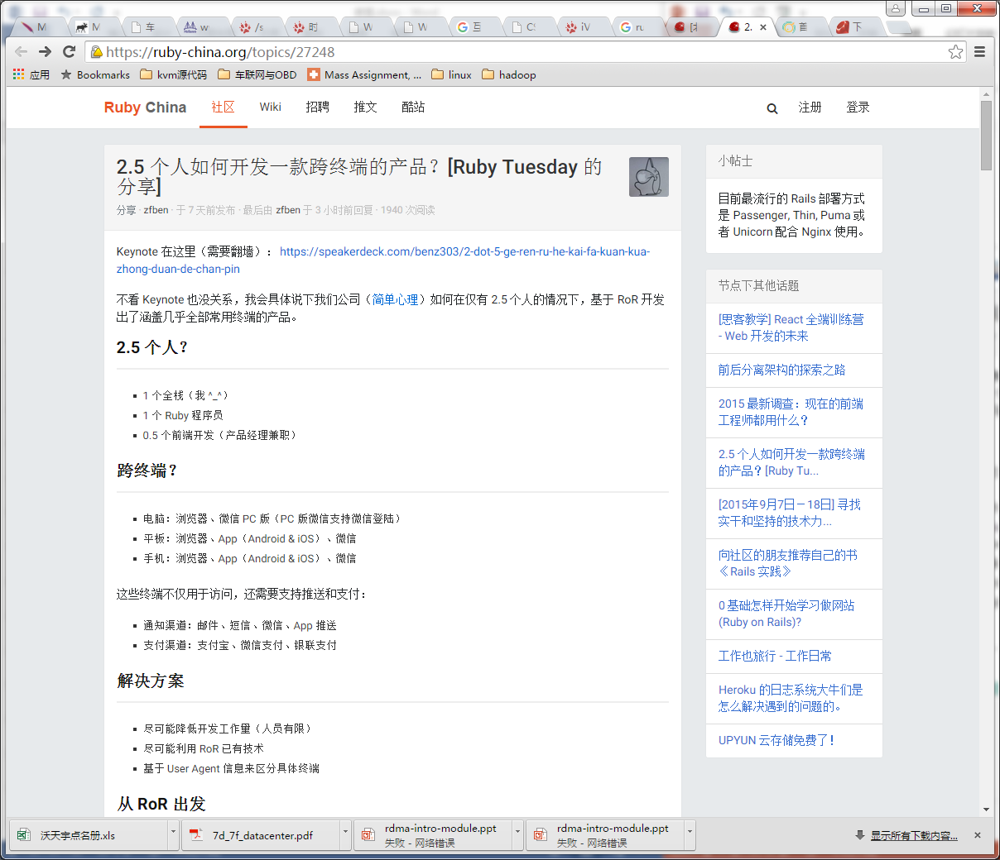 M
M
车
w
/s
时
W
W
百
CS
iV
ru
[才
2.
首
下
https://ruby-china.org/topics/27248
应用 Bookmarks kvm源代码 车联网与OBD Mass Assignment, ... linux hadoop
Ruby China 社区 Wiki 招聘 推文 酷站 注册 登录
2.5 个人如何开发一款跨终端的产品？[Ruby Tuesday 的
分享]
分享 · zfben · 于 7 天前发布 · 最后由 zfben 于 3 小时前回复 · 1940 次阅读
Keynote 在这里（需要翻墙）： https://speakerdeck.com/benz303/2-dot-5-ge-ren-ru-he-kai-fa-kuan-kua-
zhong-duan-de-chan-pin
不看 Keynote 也没关系，我会具体说下我们公司（简单心理）如何在仅有 2.5 个人的情况下，基于 RoR 开发
出了涵盖几乎全部常用终端的产品。
2.5 个人？
1 个全栈（我 ^_^）
1 个 Ruby 程序员
0.5 个前端开发（产品经理兼职）
跨终端？
电脑：浏览器、微信 PC 版（PC 版微信支持微信登陆）
平板：浏览器、App（Android & iOS）、微信
手机：浏览器、App（Android & iOS）、微信
这些终端不仅用于访问，还需要支持推送和支付：
通知渠道：邮件、短信、微信、App 推送
支付渠道：支付宝、微信支付、银联支付
解决方案
尽可能降低开发工作量（人员有限）
尽可能利用 RoR 已有技术
基于 User Agent 信息来区分具体终端
从 RoR 出发
小帖士
目前最流行的 Rails 部署方式
是 Passenger, Thin, Puma 或
者 Unicorn 配合 Nginx 使用。
节点下其他话题
[思客教学] React 全端训练营
- Web 开发的未来
前后分离架构的探索之路
2015 最新调查：现在的前端
工程师都用什么？
2.5 个人如何开发一款跨终端
的产品？[Ruby Tu...
[2015年9月7日－18日] 寻找
实干和坚持的技术力...
向社区的朋友推荐自己的书
《Rails 实践》
0 基础怎样开始学习做网站
(Ruby on Rails)?
工作也旅行 - 工作日常
Heroku 的日志系统大牛们是
怎么解决遇到的问题的。
UPYUN 云存储免费了！
沃天宇点名册.xls
7d_7f_datacenter.pdf
rdma-intro-module.ppt
失败 - 网络错误
rdma-intro-module.ppt
失败 - 网络错误
显示所有下载内容...